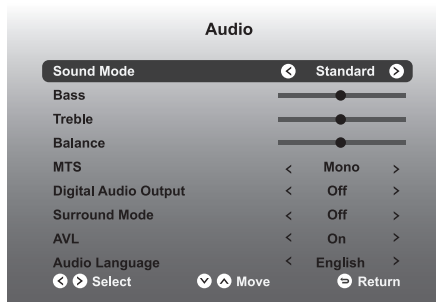 Audio
Sound Mode Standard
Bass
Treble
Balance
MTS Mono
Digital Audio Output Off
Surround Mode Off
AVL On
Audio Language English
Select Move Return